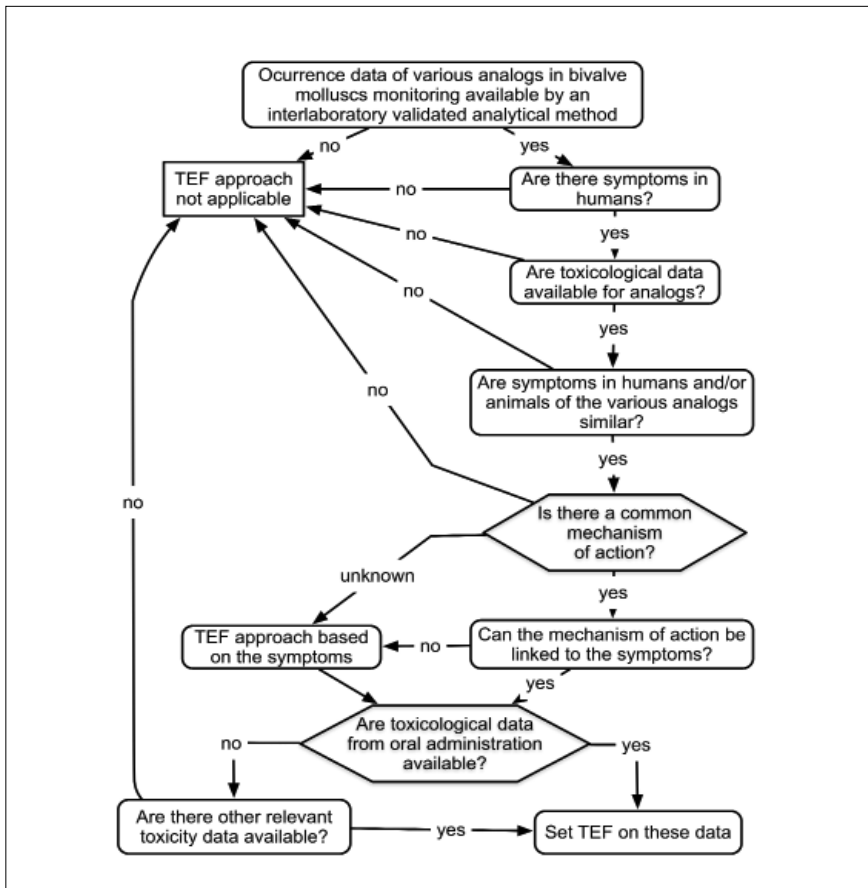 Ocurrence data of various analogs in bivalve
molluscs monitoring available by an
interlaboratory validated analytical method
no
yes
TEF approach
not applicable
no
Are there symptoms in
humans?
yes
no
Are toxicological data
available for analogs?
no
yes
Are symptoms in humans and/or
animals of the various analogs
similar?
no
yes
no
Is there a common
mechanism
of action?
unknown
yes
TEF approach based
on the symptoms
no
Can the mechanism of action be
linked to the symptoms?
yes
Are toxicological data
from oral administration
available?
no
yes
Are there other relevant
toxicity data available?
yes
Set TEF on these data